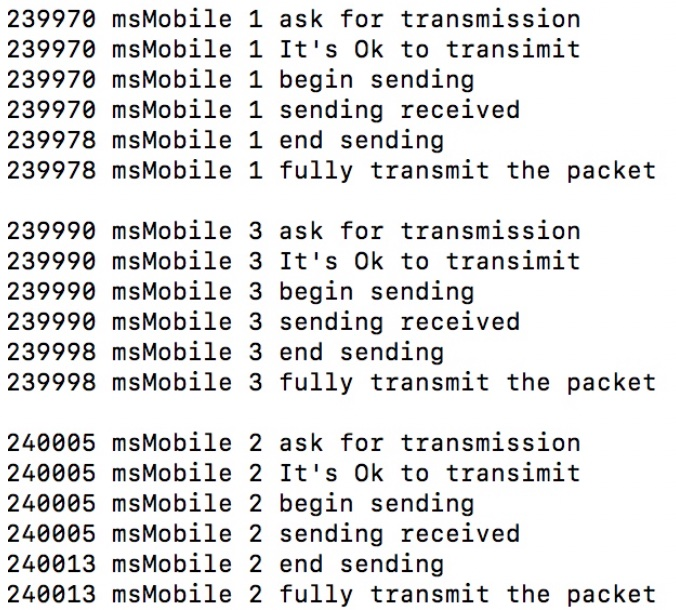 239970 msMobile 1 ask for transmission
239970 msMobile 1 It's Ok to transimit
239970 msMobile 1 begin sending
239970 msMobile 1 sending received
239978 msMobile 1 end sending
239978 msMobile 1 fully transmit the packet
239990 msMobile 3 ask for transmission
239990 msMobile 3 It's Ok to transimit
239990 msMobile 3 begin sending
239990 msMobile 3 sending received
239998 msMobile 3 end sending
239998 msMobile 3 fully transmit the packet
240005 msMobile 2 ask for transmission
240005 msMobile 2 It's Ok to transimit
240005 msMobile 2 begin sending
240005 msMobile 2 sending received
240013 msMobile 2 end sending
240013 msMobile 2 fully transmit the packet